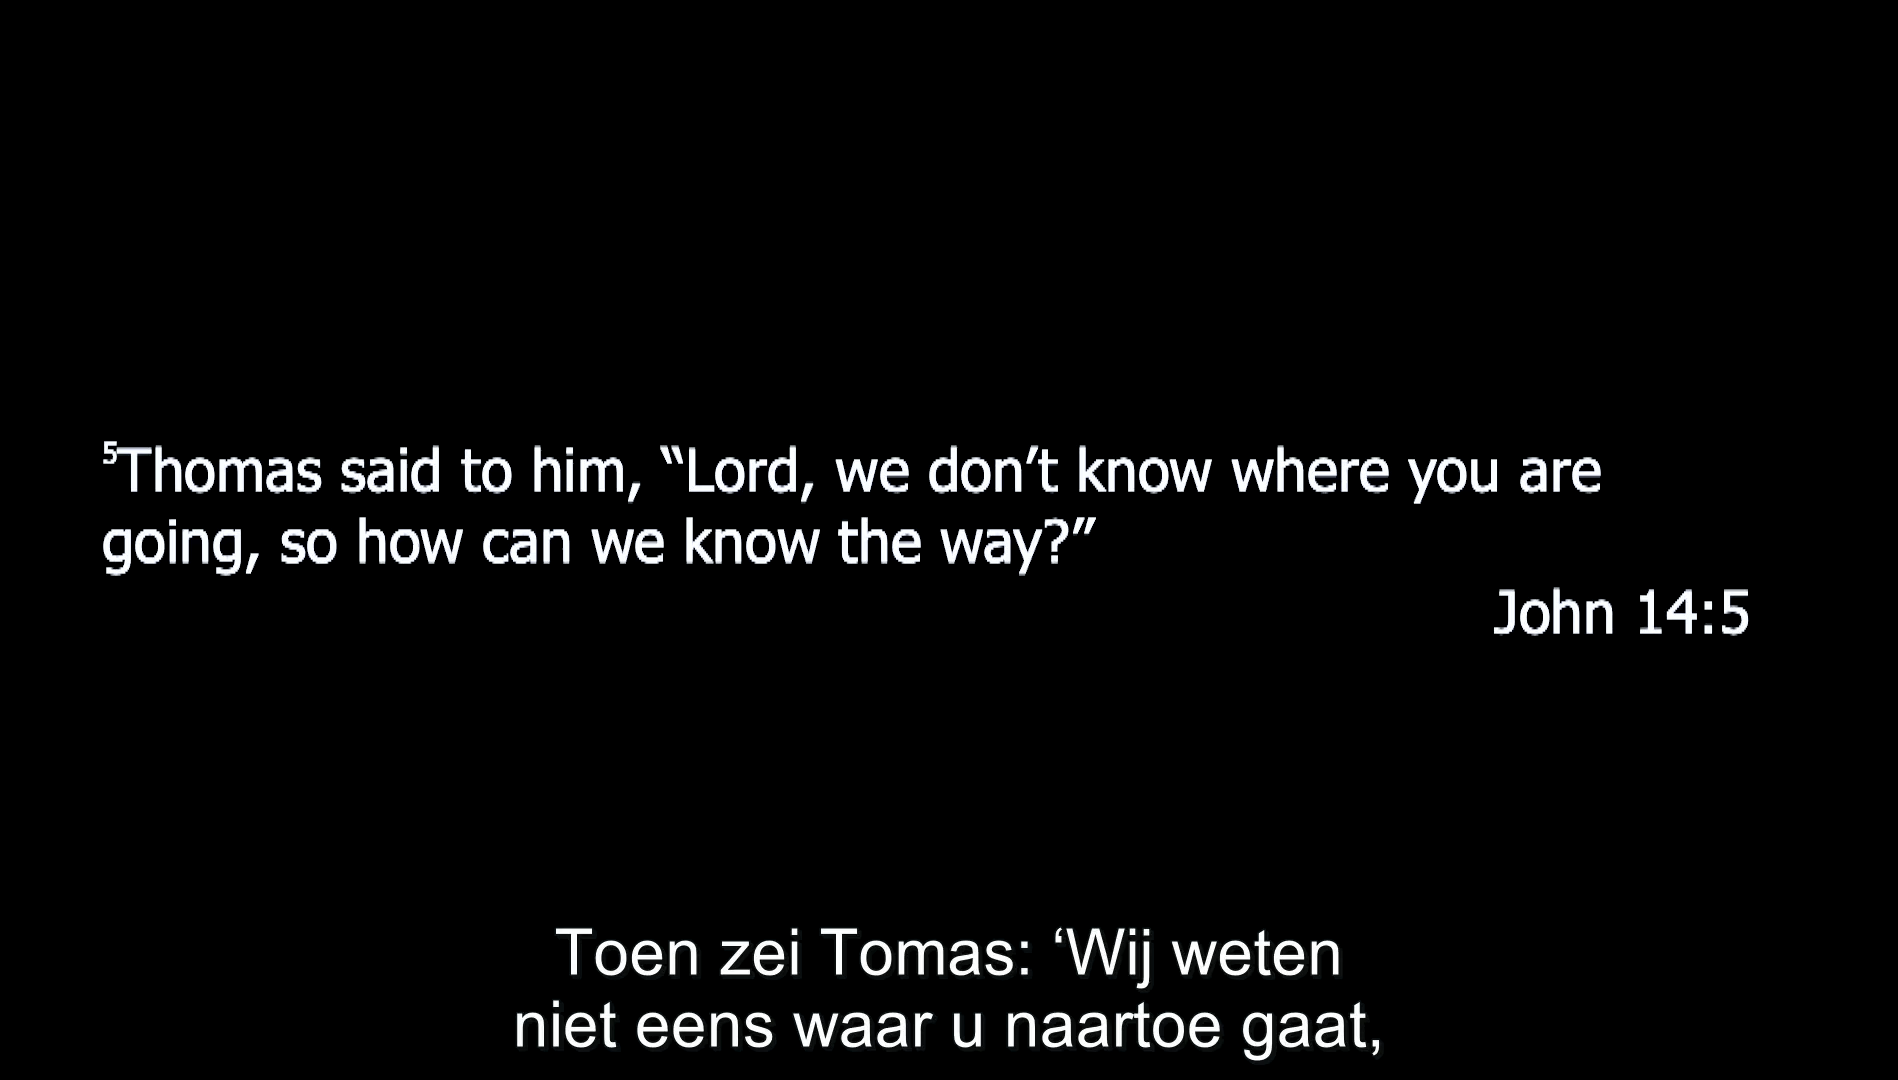 ⁵Thomas said to him, “Lord, we don’t know where you are
going, so how can we know the way?”
John 14:5
Toen zei Tomas: ‘Wij weten
niet eens waar u naartoe gaat,